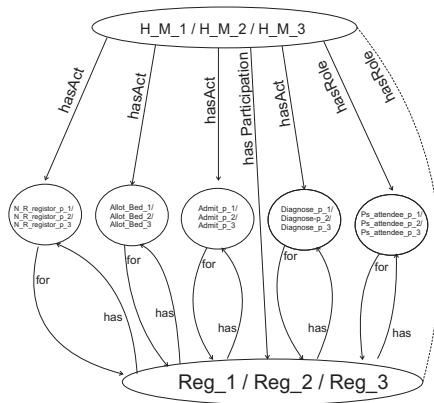 H_M_1 / H_M_2 / H_M_3
hasAct
hasAct
hasAct
has Participation
hasAct
hasRole
hasRole
N_R_registor_p_1/
N_R_registor_p_2/
N_R_registor_p_3
Allot_Bed_1/
Allot_Bed_2/
Allot_Bed_3
Admit_p_1/
Admit_p_2/
Admit_p_3
Diagnose_p_1/
Diagnose-p_2/
Diagnose_p_3
Ps_attendee_p_1/
Ps_attendee_p_2/
Ps_attendee_p_3
for
for
for
for
for
has
has
has
has
has
Reg_1 / Reg_2 / Reg_3